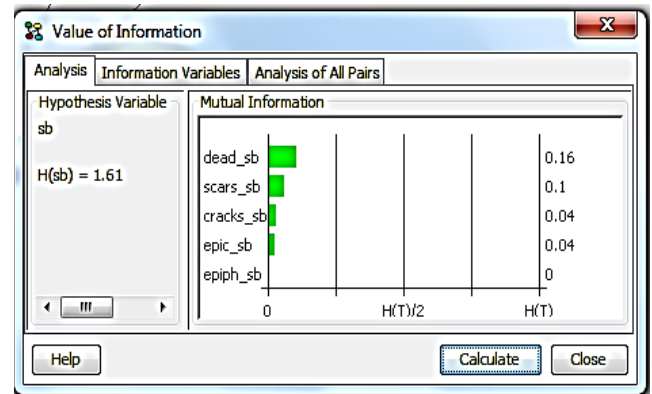 Value of Information
X
Analysis Information Variables Analysis of All Pairs
Hypothesis Variable
sb
H(sb) = 1.61
Mutual Information
dead_sb 0.16
scars_sb 0.1
cracks_sb 0.04
epic_sb 0.04
epiph_sb 0
0 H(T)/2 H(T)
Help Calculate Close